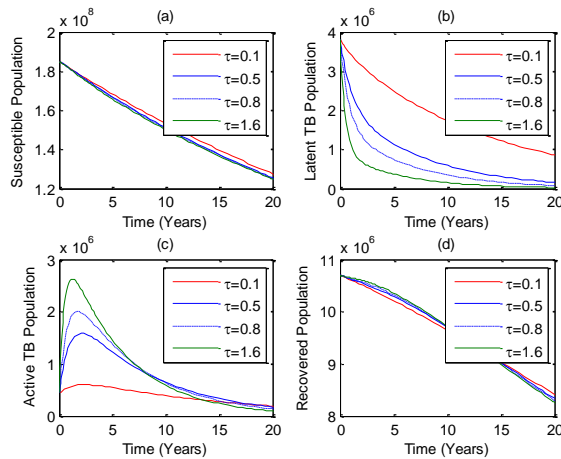 (a)
x 10^8
2
1.8
1.6
1.4
1.2
0 5 10 15 20
Time (Years)
Susceptible Population
τ=0.1
τ=0.5
τ=0.8
τ=1.6
(b)
x 10^6
4
3
2
1
0
0 5 10 15 20
Time (Years)
Latent TB Population
τ=0.1
τ=0.5
τ=0.8
τ=1.6
(c)
x 10^6
3
2
1
0
0 5 10 15 20
Time (Years)
Active TB Population
τ=0.1
τ=0.5
τ=0.8
τ=1.6
(d)
x 10^6
11
10
9
8
0 5 10 15 20
Time (Years)
Recovered Population
τ=0.1
τ=0.5
τ=0.8
τ=1.6